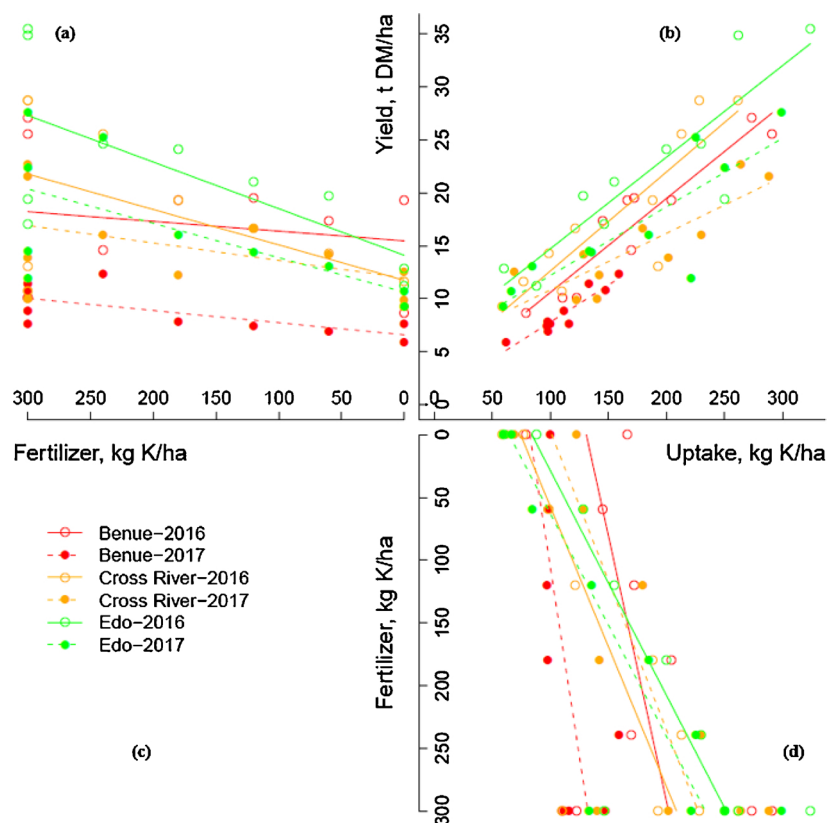 (a)
(b)
Yield, t DM/ha
35
30
25
20
15
10
5
0
300
250
200
150
100
50
0
0
50
100
150
200
250
300
Fertilizer, kg K/ha
Uptake, kg K/ha
Benue−2016
Benue−2017
Cross River−2016
Cross River−2017
Edo−2016
Edo−2017
Fertilizer, kg K/ha
0
50
100
150
200
250
300
(c)
(d)